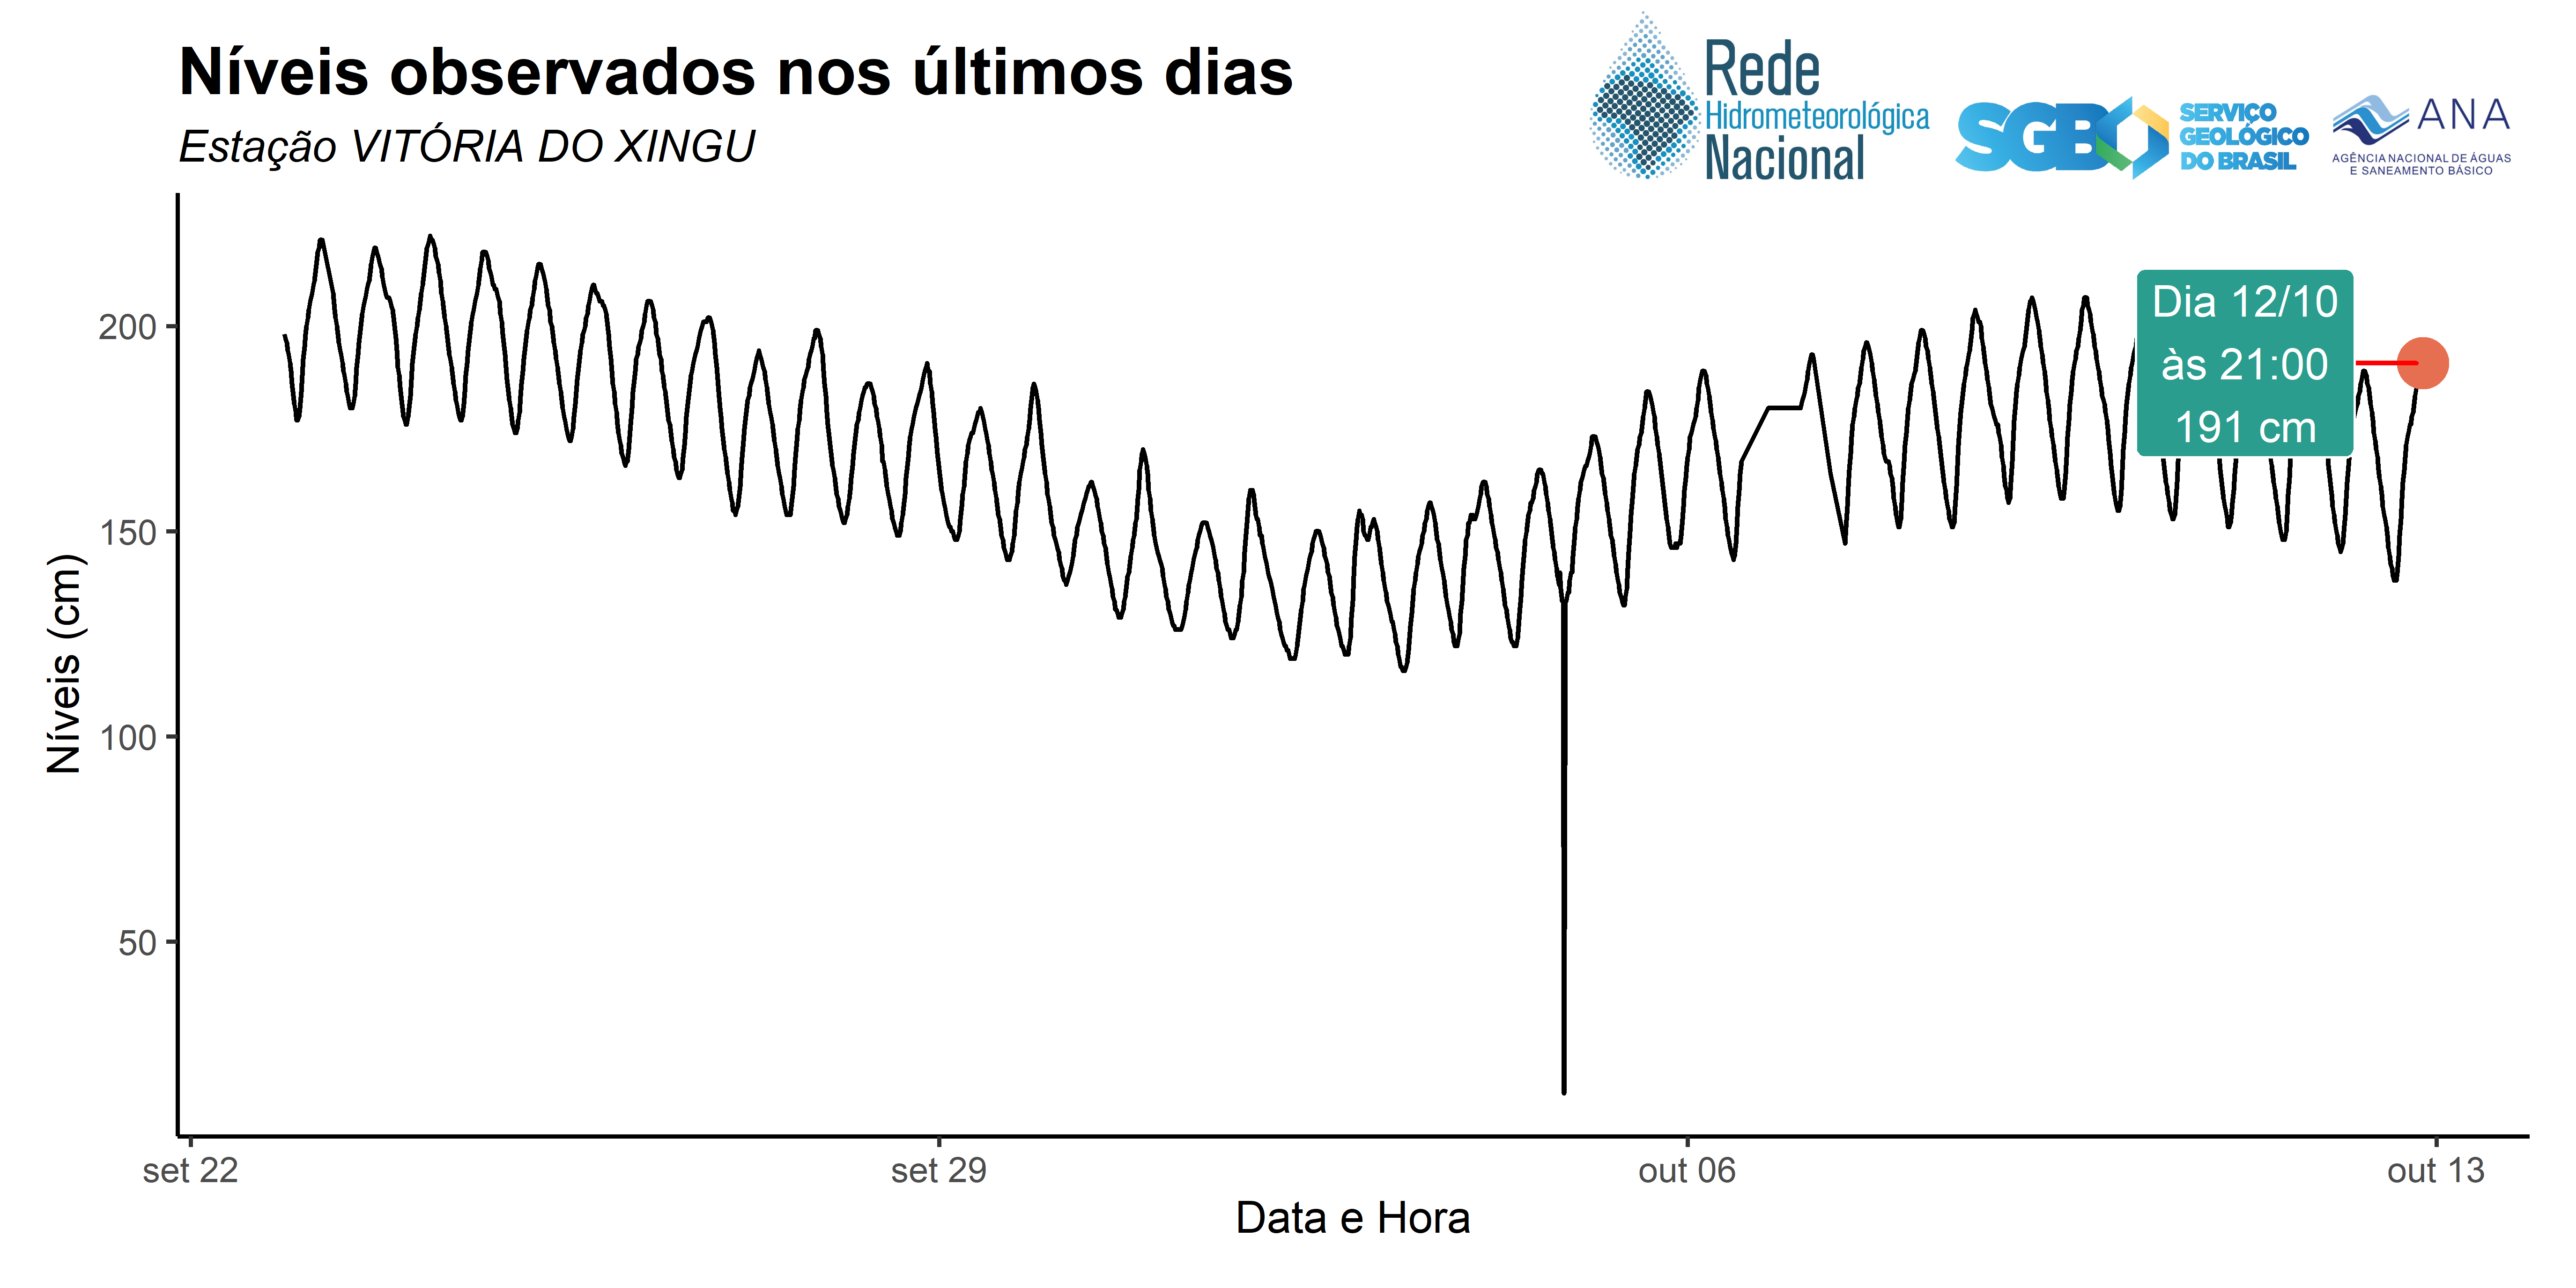 Níveis observados nos últimos dias
Estação VITÓRIA DO XINGU
Rede
Hidrometeorológica
Nacional
SGB
SERVIÇO
GEOLÓGICO
DO BRASIL
ANA
AGÊNCIA NACIONAL DE ÁGUAS
E SANEAMENTO BÁSICO
Níveis (cm)
200
150
100
50
Dia 12/10
às 21:00
191 cm
set 22
set 29
out 06
out 13
Data e Hora